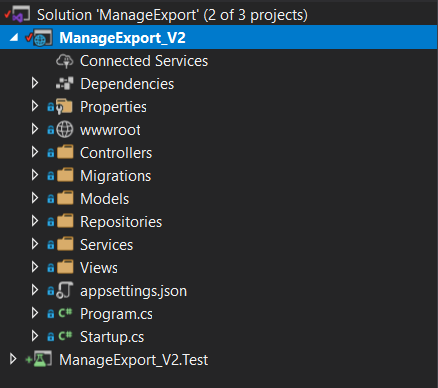 Solution 'ManageExport' (2 of 3 projects)
ManageExport_V2
Connected Services
Dependencies
Properties
wwwroot
Controllers
Migrations
Models
Repositories
Services
Views
appsettings.json
C# Program.cs
C# Startup.cs
ManageExport_V2.Test